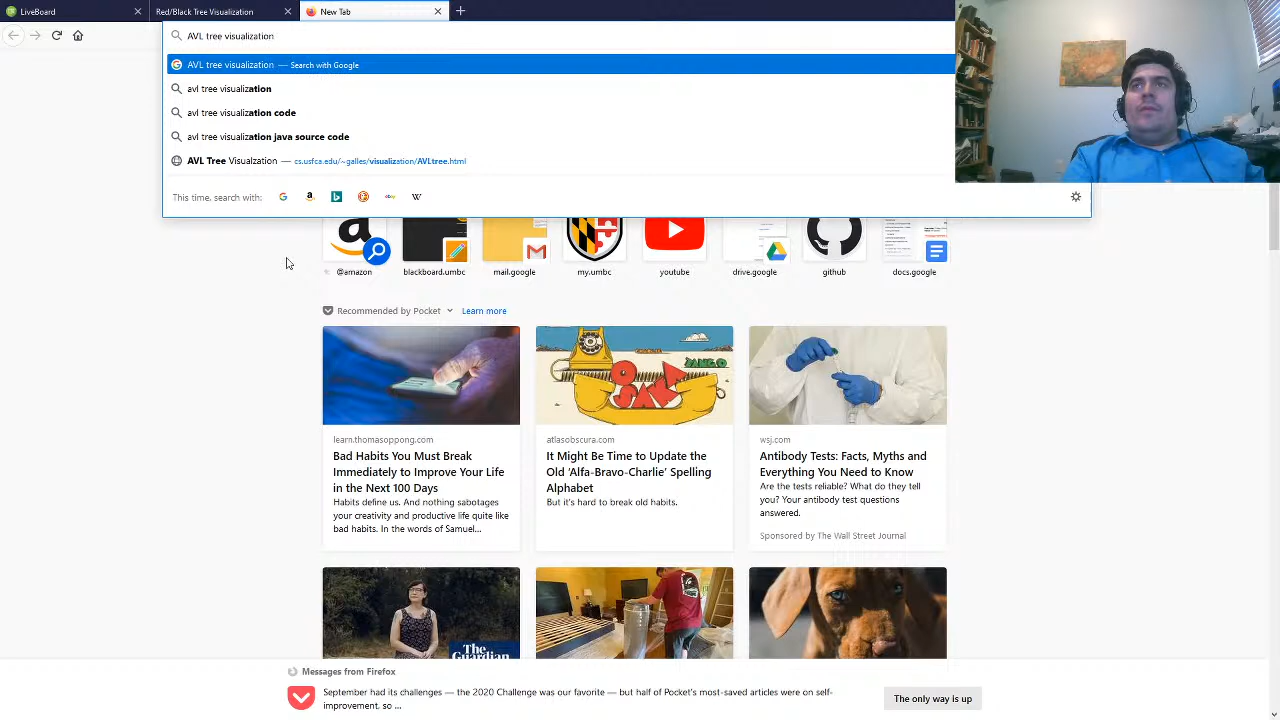 LiveBoard
Red/Black Tree Visualization
New Tab
AVL tree visualization
AVL tree visualization — Search with Google
avl tree visualization
avl tree visualization code
avl tree visualization java source code
AVL Tree Visualzation — cs.usfca.edu/~galles/visualization/AVLtree.html
This time, search with:
@amazon
blackboard.umbc
mail.google
my.umbc
youtube
drive.google
github
docs.google
Recommended by Pocket
Learn more
learn.thomasoppong.com
Bad Habits You Must Break
Immediately to Improve Your Life
in the Next 100 Days
Habits define us. And nothing sabotages
your creativity and productive life quite like
bad habits. In the words of Samuel...
OSAKA
atlasobscura.com
It Might Be Time to Update the
Old 'Alfa-Bravo-Charlie' Spelling
Alphabet
But it's hard to break old habits.
wsj.com
Antibody Tests: Facts, Myths and
Everything You Need to Know
Are the tests reliable? What do they tell
you? Your antibody test questions
answered.
Sponsored by The Wall Street Journal
The
Guardian
Messages from Firefox
September had its challenges — the 2020 Challenge was our favorite — but half of Pocket's most-saved articles were on self-
improvement, so ...
The only way is up